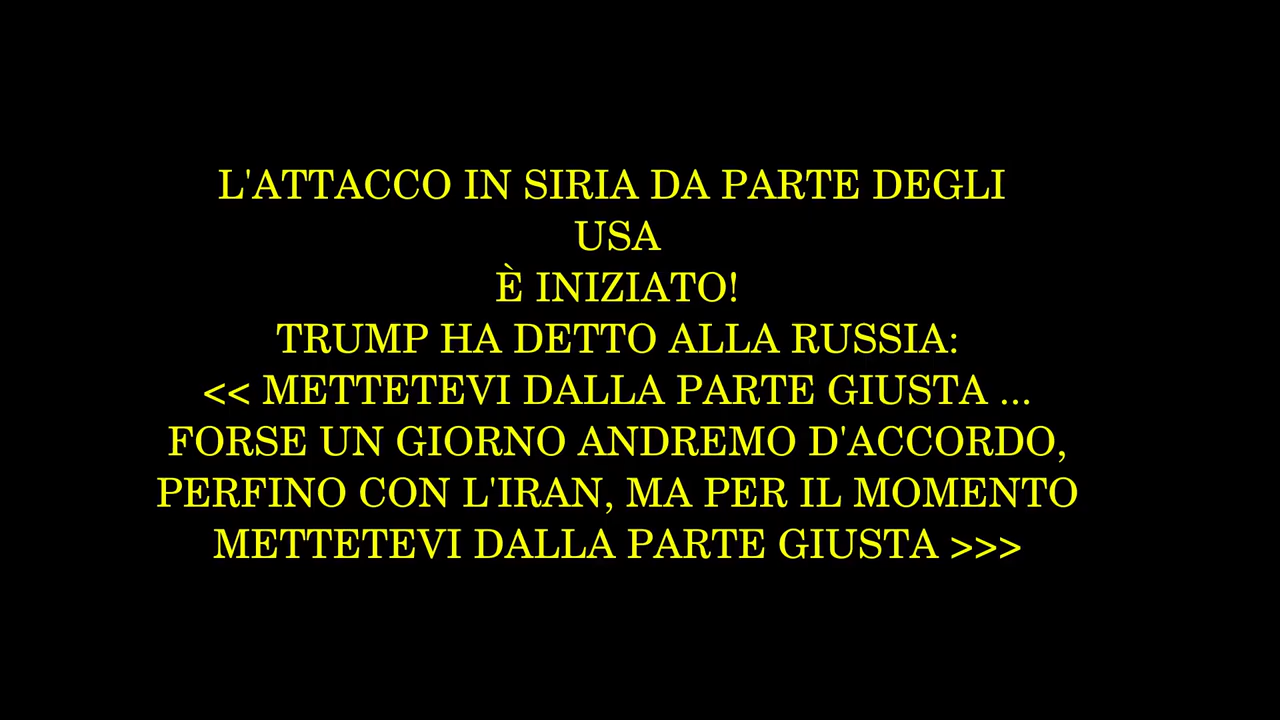 L'ATTACCO IN SIRIA DA PARTE DEGLI
USA
È INIZIATO!
TRUMP HA DETTO ALLA RUSSIA:
<< METTETEVI DALLA PARTE GIUSTA ...
FORSE UN GIORNO ANDREMO D'ACCORDO,
PERFINO CON L'IRAN, MA PER IL MOMENTO
METTETEVI DALLA PARTE GIUSTA >>>